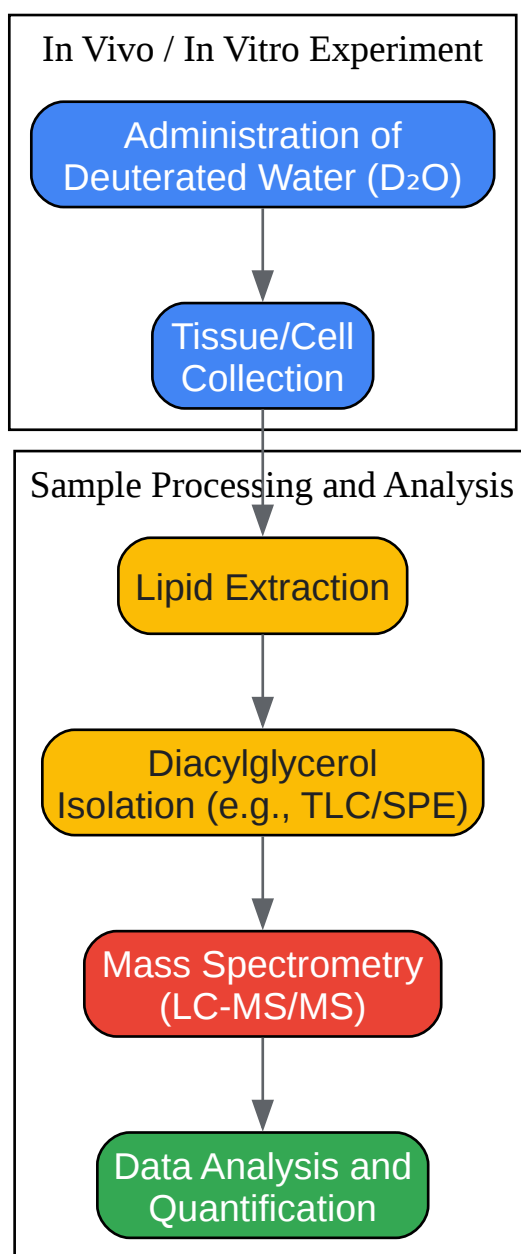 In Vivo / In Vitro Experiment
Administration of
Deuterated Water (D₂O)
Tissue/Cell
Collection
Sample Processing and Analysis
Lipid Extraction
Diacylglycerol
Isolation (e.g., TLC/SPE)
Mass Spectrometry
(LC-MS/MS)
Data Analysis and
Quantification